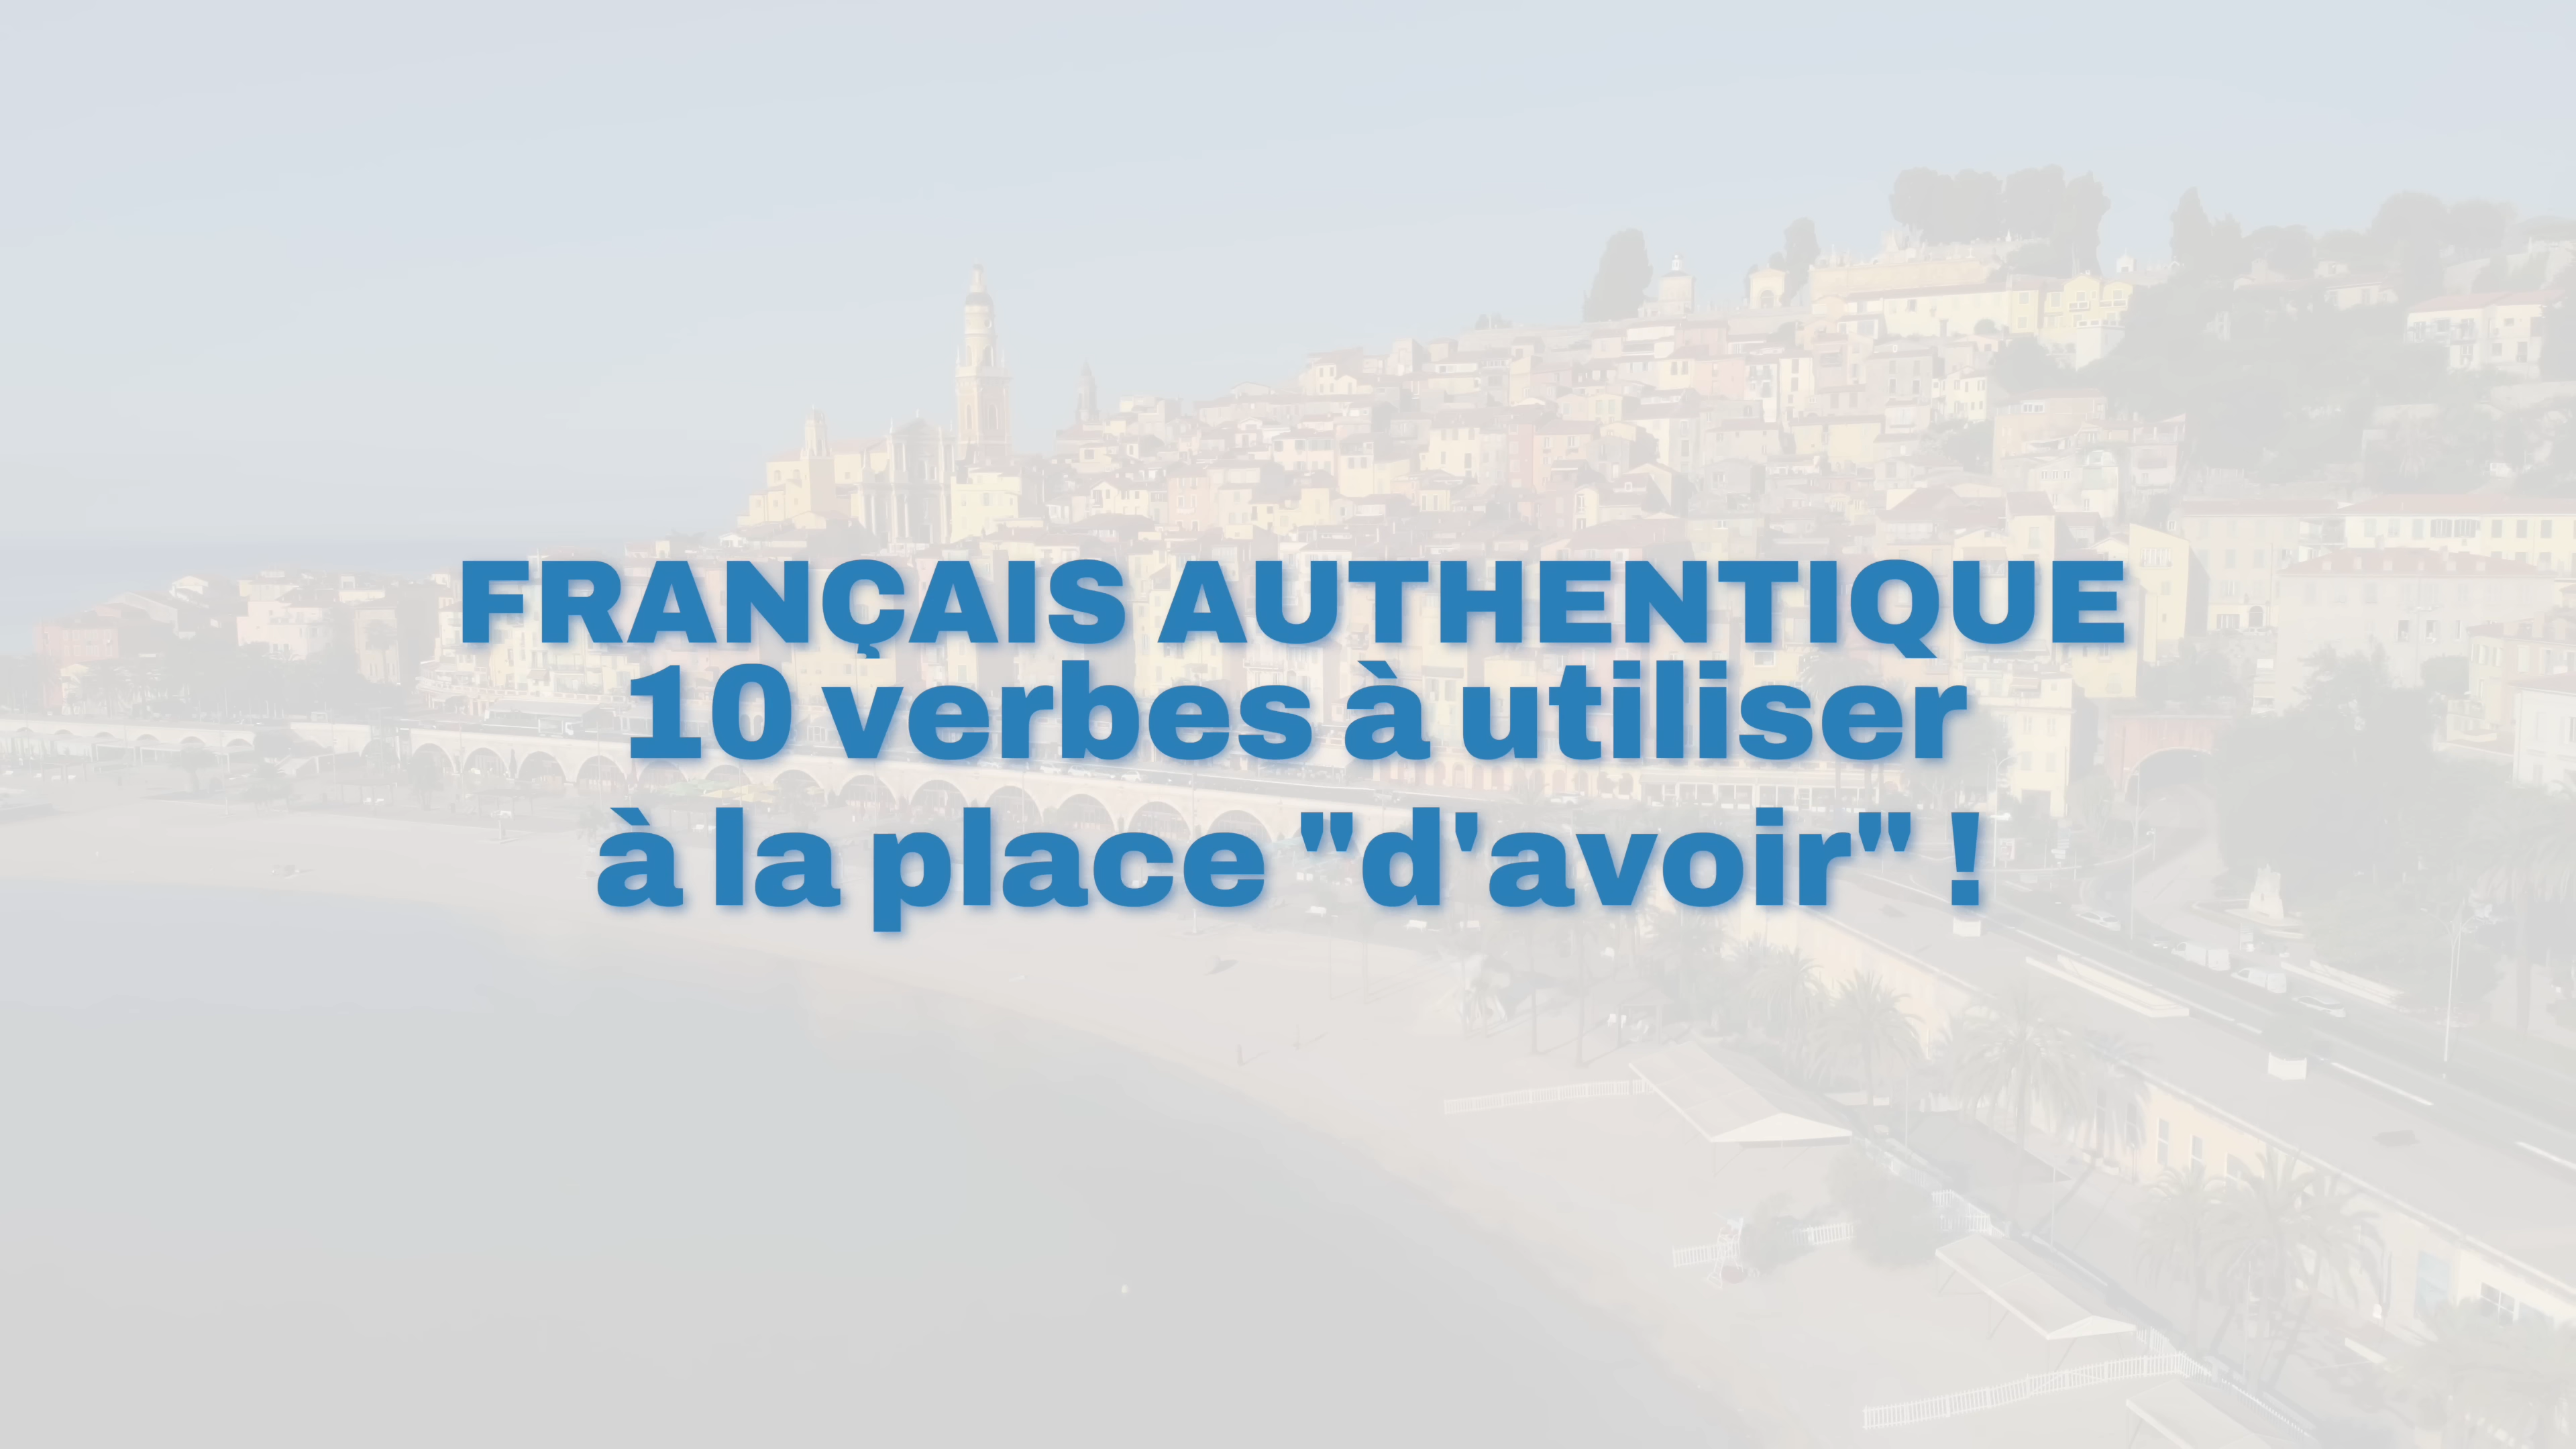 FRANÇAIS AUTHENTIQUE
10 verbes à utiliser
à la place "d'avoir" !